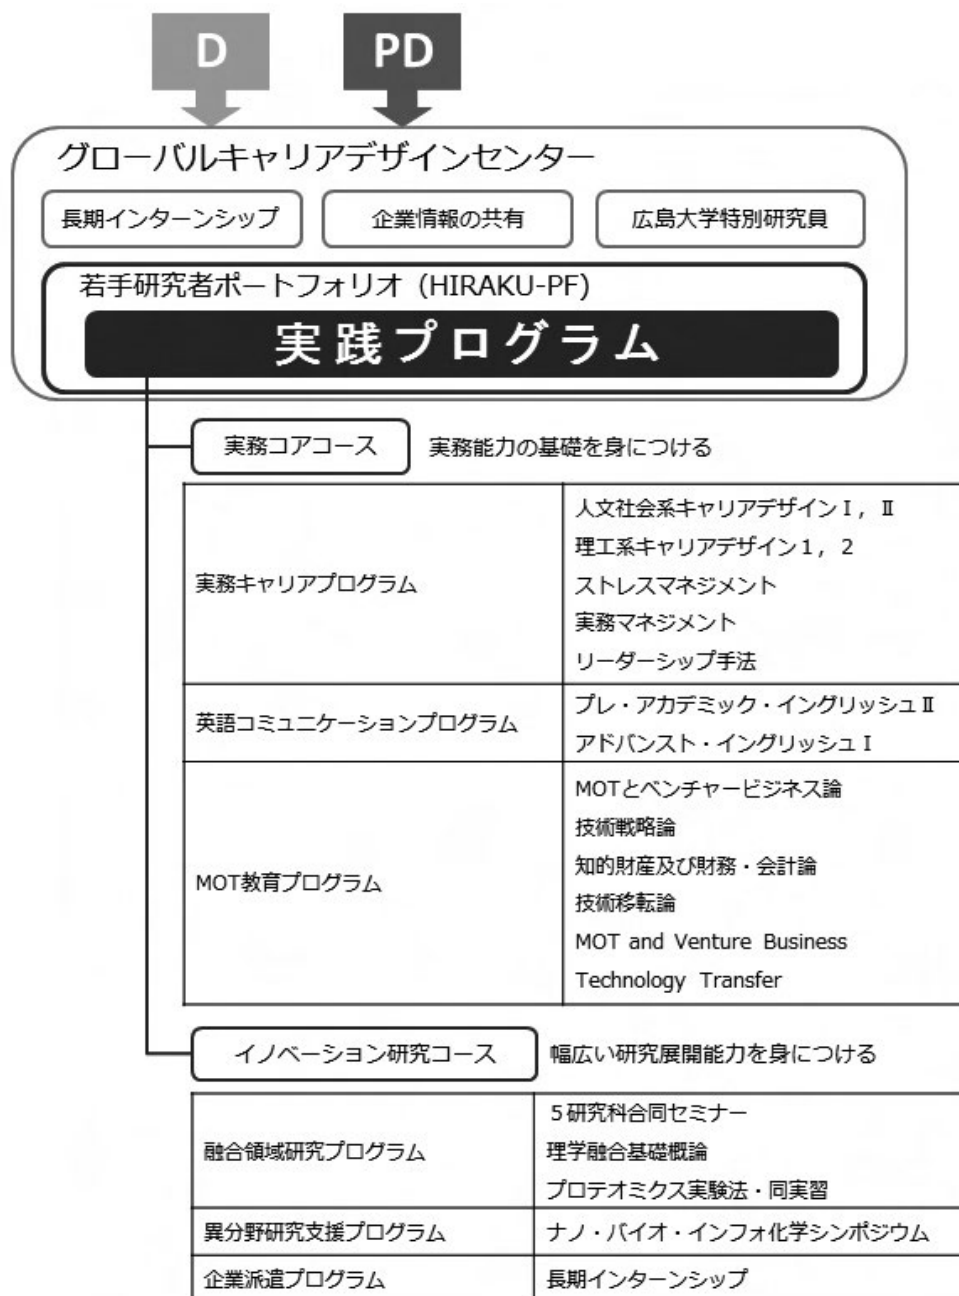 D
PD
グローバルキャリアデザインセンター
長期インターンシップ
企業情報の共有
広島大学特別研究員
若手研究者ポートフォリオ (HIRAKU-PF)
実践プログラム
実務コアコース
実務能力の基礎を身につける
実務キャリアプログラム
人文社会系キャリアデザインⅠ，Ⅱ
理工系キャリアデザイン１，２
ストレスマネジメント
実務マネジメント
リーダーシップ手法
英語コミュニケーションプログラム
プレ・アカデミック・イングリッシュⅡ
アドバンスト・イングリッシュⅠ
MOT教育プログラム
MOTとベンチャービジネス論
技術戦略論
知的財産及び財務・会計論
技術移転論
MOT and Venture Business
Technology Transfer
イノベーション研究コース
幅広い研究展開能力を身につける
融合領域研究プログラム
５研究科合同セミナー
理学融合基礎概論
プロテオミクス実験法・同実習
異分野研究支援プログラム
ナノ・バイオ・インフォ化学シンポジウム
企業派遣プログラム
長期インターンシップ